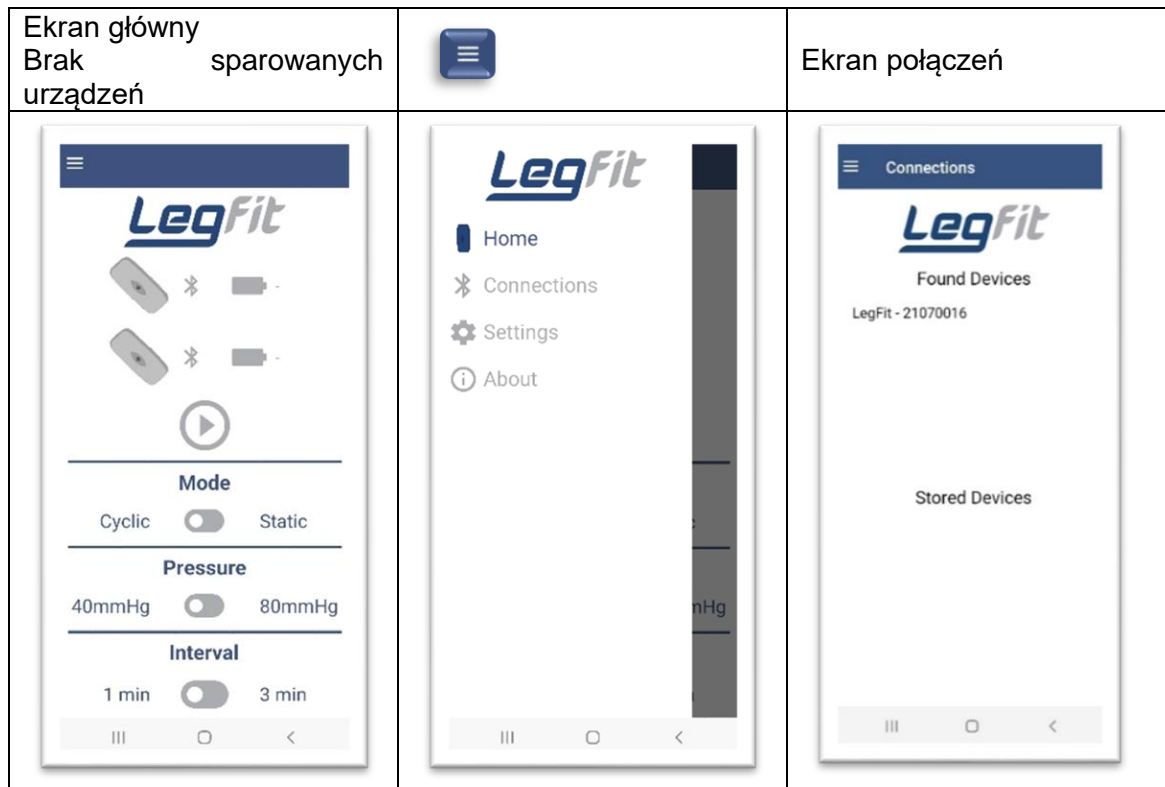 Ekran główny
Brak sparowanych
urządzeń
Ekran połączeń
LegFit
-
-
Mode
Cyclic Static
Pressure
40mmHg 80mmHg
Interval
1 min 3 min
LegFit
Home
Connections
Settings
About
mHg
Connections
LegFit
Found Devices
LegFit - 21070016
Stored Devices